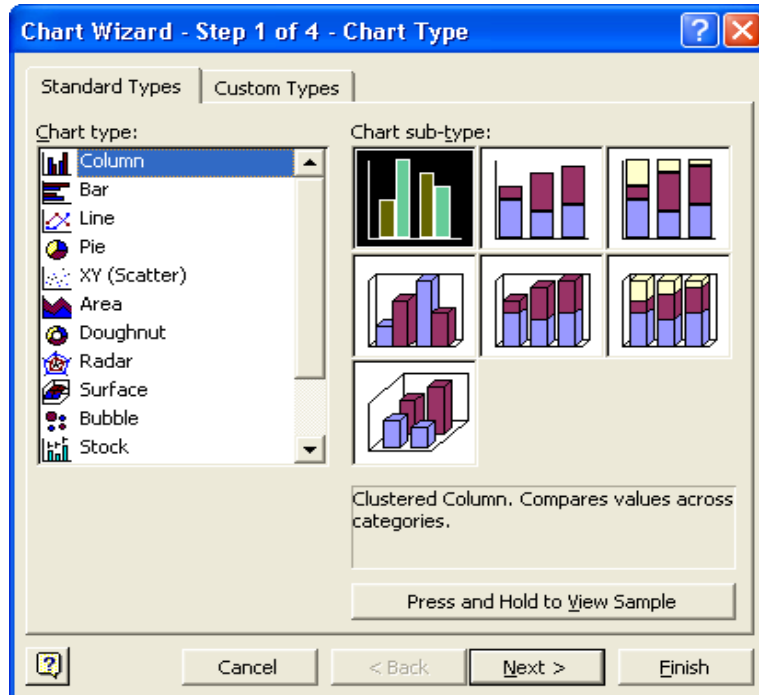 Chart Wizard - Step 1 of 4 - Chart Type
Standard Types
Custom Types
Chart type:
Column
Bar
Line
Pie
XY (Scatter)
Area
Doughnut
Radar
Surface
Bubble
Stock
Chart sub-type:
Clustered Column. Compares values across
categories.
Press and Hold to View Sample
Cancel
< Back
Next >
Finish